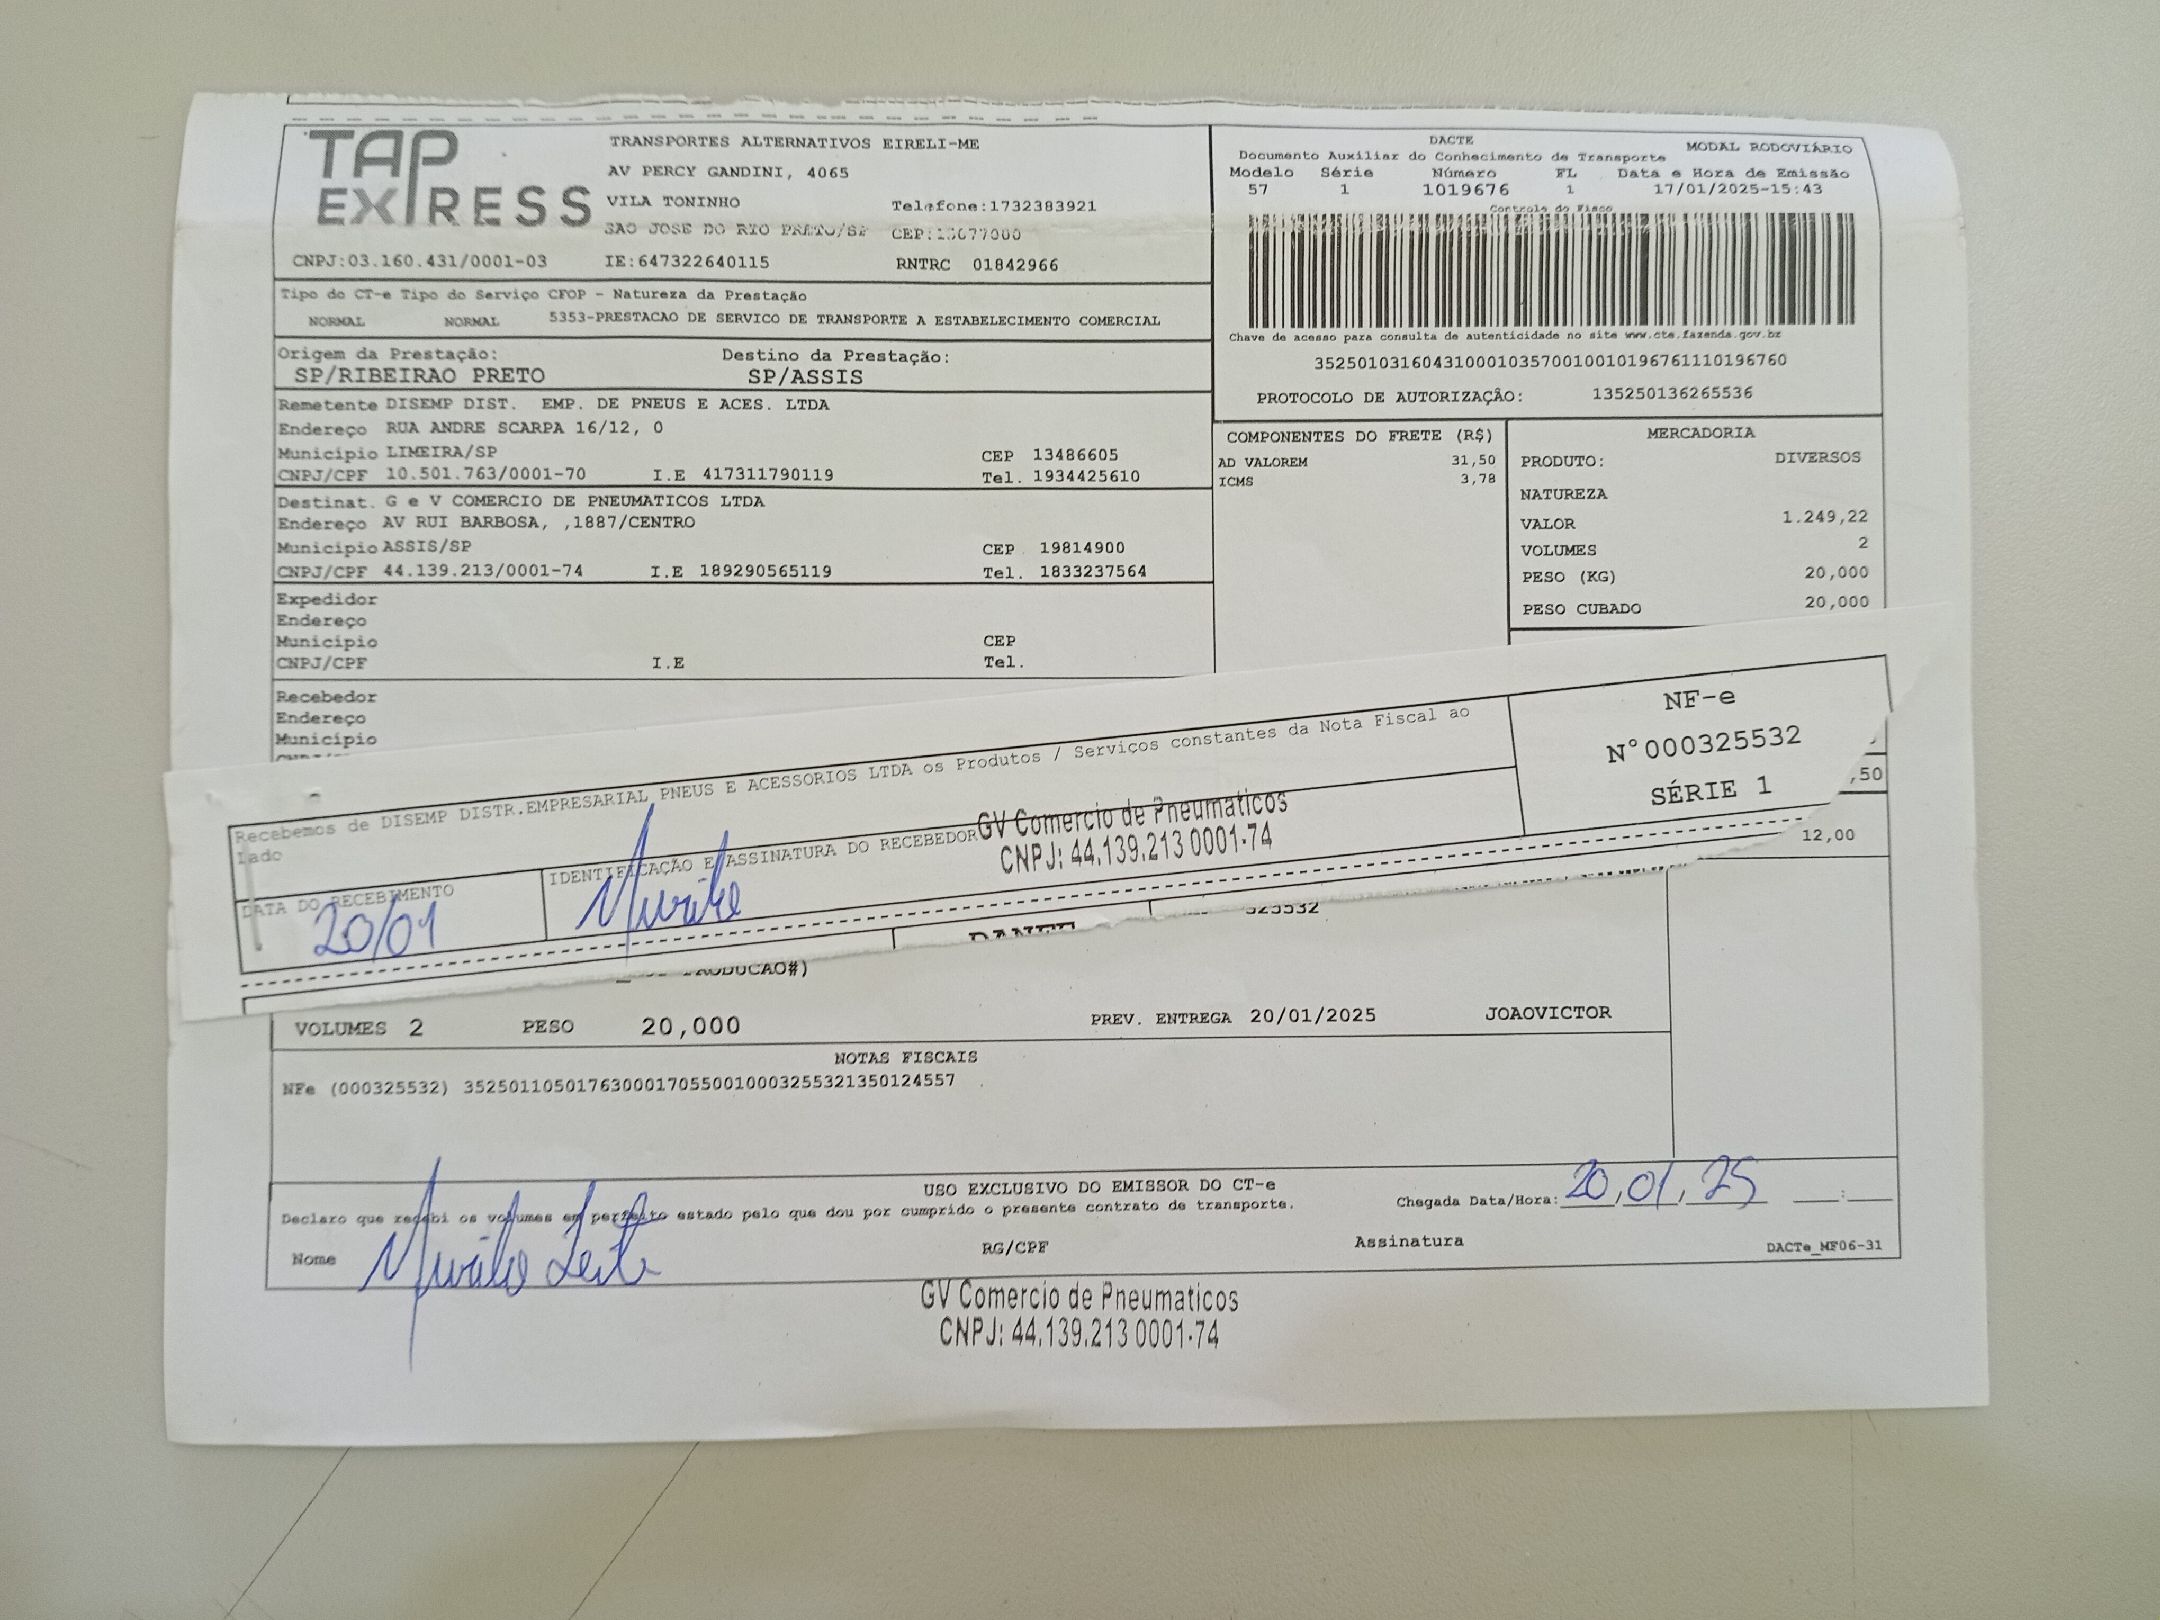 TAP EXPRESS
TRANSPORTES ALTERNATIVOS EIRELI-ME
AV PERCY GANDINI, 4065
VILA TONINHO Telefone:1732383921
SAO JOSE DO RIO PRETO/SP CEP:15077000
CNPJ:03.160.431/0001-03 IE:647322640115 RNTRC 01842966
DACTE MODAL RODOVIÁRIO
Documento Auxiliar do Conhecimento de Transporte
Modelo Série Número FL Data e Hora de Emissão
57 1 1019676 1 17/01/2025-15:43
Controle do Fisco
Chave de acesso para consulta de autenticidade no site www.cte.fazenda.gov.br
35250103160431000103570010010196761110196760
PROTOCOLO DE AUTORIZAÇÃO: 135250136265536
Tipo do CT-e Tipo do Serviço CFOP - Natureza da Prestação
NORMAL NORMAL 5353-PRESTACAO DE SERVICO DE TRANSPORTE A ESTABELECIMENTO COMERCIAL
Origem da Prestação: Destino da Prestação:
SP/RIBEIRAO PRETO SP/ASSIS
Remetente DISEMP DIST. EMP. DE PNEUS E ACES. LTDA
Endereço RUA ANDRE SCARPA 16/12, 0
Município LIMEIRA/SP CEP 13486605
CNPJ/CPF 10.501.763/0001-70 I.E 417311790119 Tel. 1934425610
Destinat. G e V COMERCIO DE PNEUMATICOS LTDA
Endereço AV RUI BARBOSA, ,1887/CENTRO
Município ASSIS/SP CEP 19814900
CNPJ/CPF 44.139.213/0001-74 I.E 189290565119 Tel. 1833237564
Expedidor
Endereço
Município CEP
CNPJ/CPF I.E Tel.
Recebedor
Endereço
Município
COMPONENTES DO FRETE (R$)
AD VALOREM 31,50
ICMS 3,78
MERCADORIA
PRODUTO: DIVERSOS
NATUREZA
VALOR 1.249,22
VOLUMES 2
PESO (KG) 20,000
PESO CUBADO 20,000
,50
12,00
Recebemos de DISEMP DISTR.EMPRESARIAL PNEUS E ACESSORIOS LTDA os Produtos / Serviços constantes da Nota Fiscal ao
lado
DATA DO RECEBIMENTO IDENTIFICAÇÃO E ASSINATURA DO RECEBEDOR
20/01 Murilo
GV Comercio de Pneumaticos
CNPJ: 44.139.213 0001-74
NF-e
N°000325532
SÉRIE 1
DANFE 325532
PRODUCAO#)
VOLUMES 2 PESO 20,000 PREV. ENTREGA 20/01/2025 JOAOVICTOR
NOTAS FISCAIS
NFe (000325532) 35250110501763000170550010003255321350124557
USO EXCLUSIVO DO EMISSOR DO CT-e
Declaro que recebi os volumes em perfeito estado pelo que dou por cumprido o presente contrato de transporte.
Chegada Data/Hora: 20,01,25 :
Nome Murilo Leite RG/CPF Assinatura DACTe_MF06-31
GV Comercio de Pneumaticos
CNPJ: 44.139.213 0001-74